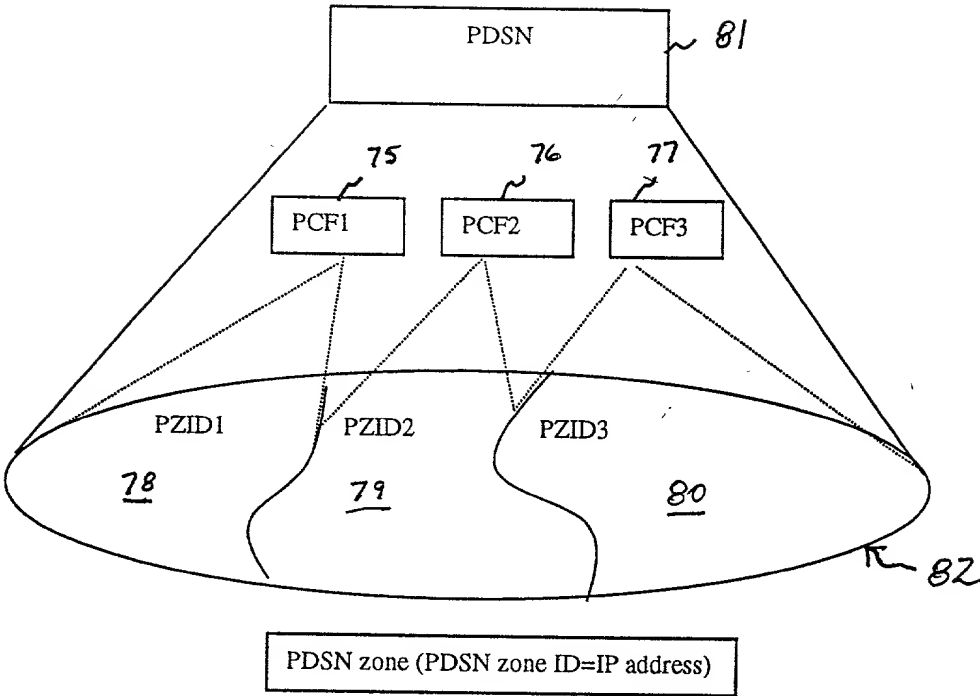 PDSN
81
75
76
77
PCF1
PCF2
PCF3
PZID1
PZID2
PZID3
78
79
80
82
PDSN zone (PDSN zone ID=IP address)